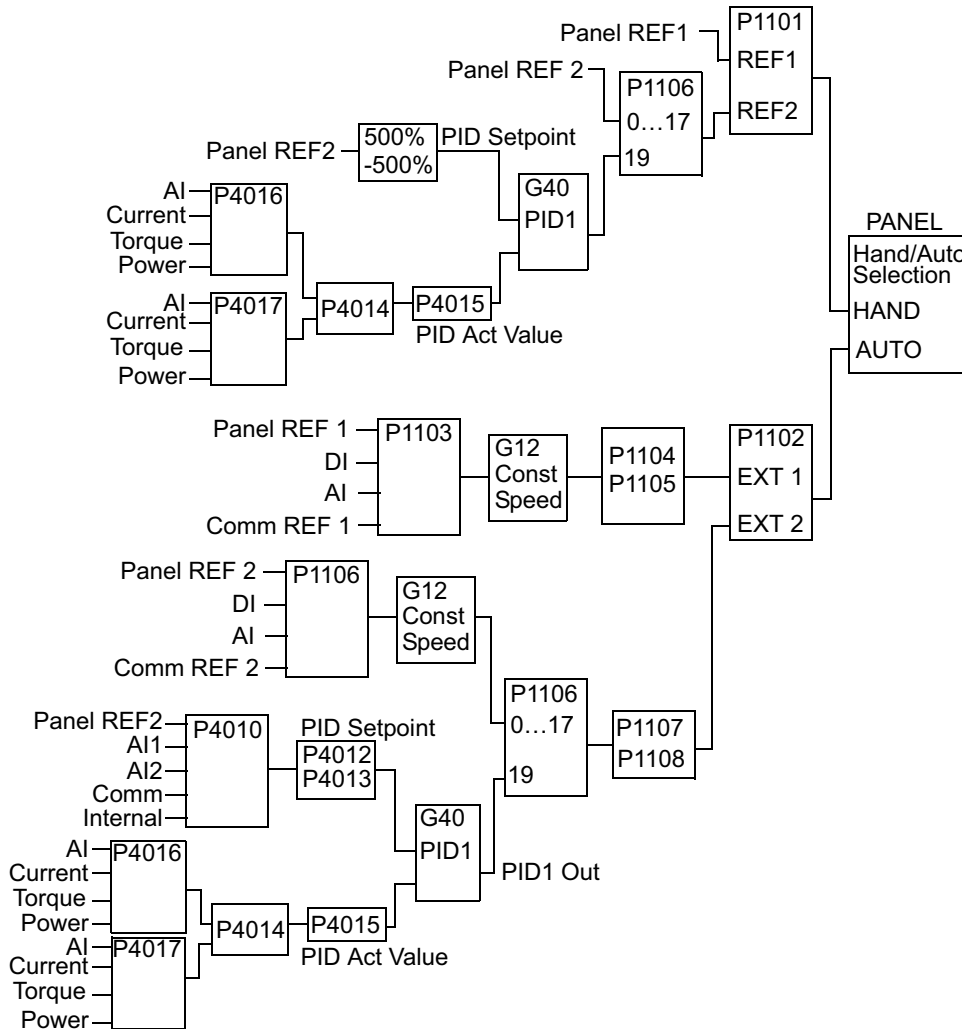 Panel REF1
P1101
REF1
REF2
Panel REF 2
P1106
0...17
19
Panel REF2
500%
-500%
PID Setpoint
G40
PID1
AI
Current
Torque
Power
P4016
AI
Current
Torque
Power
P4017
P4014
P4015
PID Act Value
PANEL
Hand/Auto
Selection
HAND
AUTO
Panel REF 1
DI
AI
Comm REF 1
P1103
G12
Const
Speed
P1104
P1105
P1102
EXT 1
EXT 2
Panel REF 2
DI
AI
Comm REF 2
P1106
G12
Const
Speed
P1106
0...17
19
P1107
P1108
Panel REF2
AI1
AI2
Comm
Internal
P4010
PID Setpoint
P4012
P4013
G40
PID1
PID1 Out
AI
Current
Torque
Power
P4016
AI
Current
Torque
Power
P4017
P4014
P4015
PID Act Value